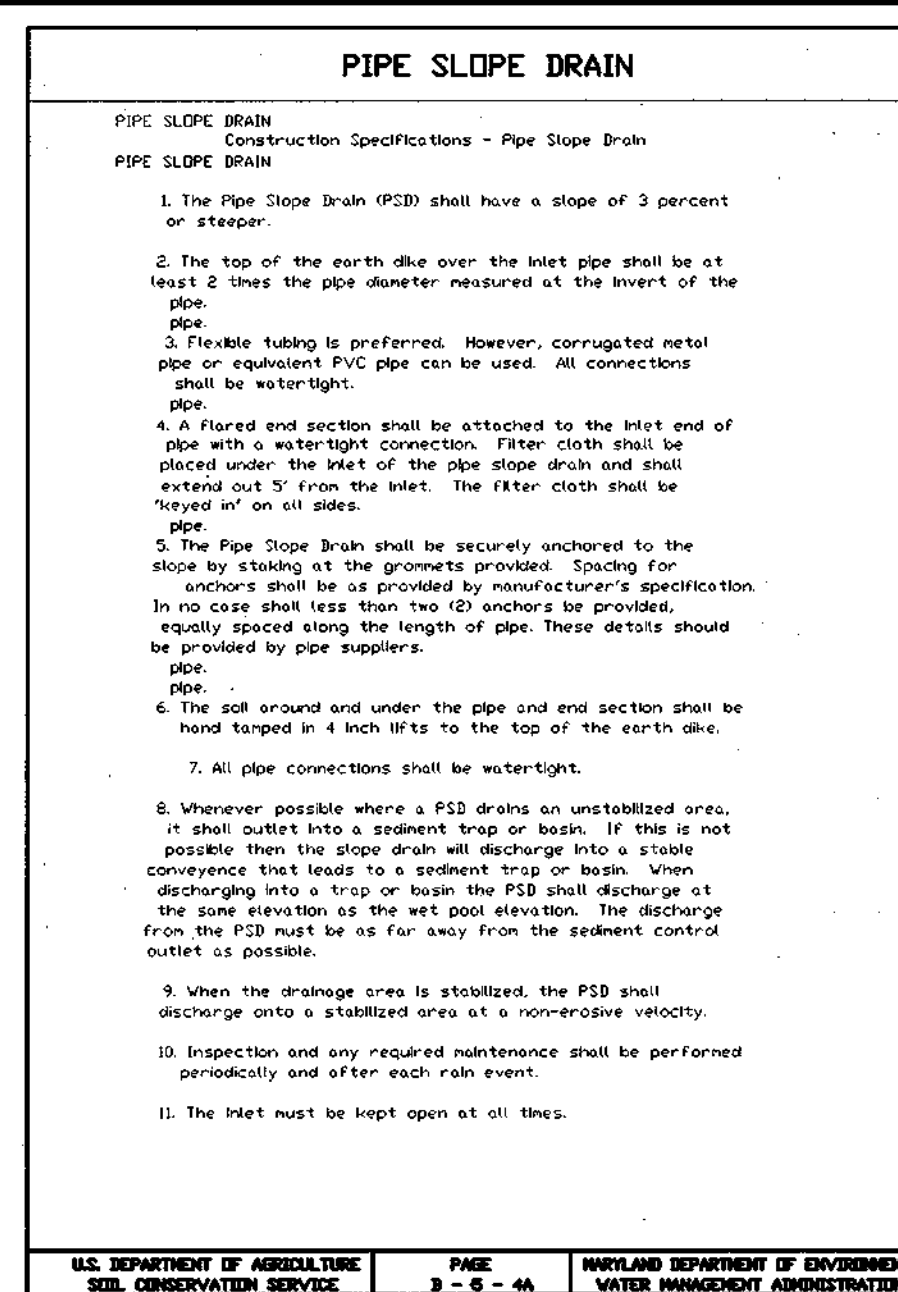 PIPE SLOPE DRAIN
PIPE SLOPE DRAIN
Construction Specifications - Pipe Slope Drain
PIPE SLOPE DRAIN
1. The Pipe Slope Drain (PSD) shall have a slope of 3 percent
or steeper.
2. The top of the earth dike over the inlet pipe shall be at
least 2 times the pipe diameter measured at the invert of the
pipe.
pipe.
3. Flexible tubing is preferred. However, corrugated metal
pipe or equivalent PVC pipe can be used. All connections
shall be watertight.
pipe.
4. A flared end section shall be attached to the inlet end of
pipe with a watertight connection. Filter cloth shall be
placed under the inlet of the pipe slope drain and shall
extend out 5' from the inlet. The filter cloth shall be
'keyed in' on all sides.
pipe.
5. The Pipe Slope Drain shall be securely anchored to the
slope by staking at the grommets provided. Spacing for
anchors shall be as provided by manufacturer's specification.
In no case shall less than two (2) anchors be provided,
equally spaced along the length of pipe. These details should
be provided by pipe suppliers.
pipe.
pipe.
6. The soil around and under the pipe and end section shall be
hand tamped in 4 inch lifts to the top of the earth dike.
7. All pipe connections shall be watertight.
8. Whenever possible where a PSD drains an unstabilized area,
it shall outlet into a sediment trap or basin. If this is not
possible then the slope drain will discharge into a stable
conveyence that leads to a sediment trap or basin. When
discharging into a trap or basin the PSD shall discharge at
the same elevation as the wet pool elevation. The discharge
from the PSD must be as far away from the sediment control
outlet as possible.
9. When the drainage area is stabilized, the PSD shall
discharge onto a stabilized area at a non-erosive velocity.
10. Inspection and any required maintenance shall be performed
periodically and after each rain event.
11. The inlet must be kept open at all times.
U.S. DEPARTMENT OF AGRICULTURE
SOIL CONSERVATION SERVICE
PAGE
B - 5 - 4A
MARYLAND DEPARTMENT OF ENVIRONME
WATER MANAGEMENT ADMINISTRATIO